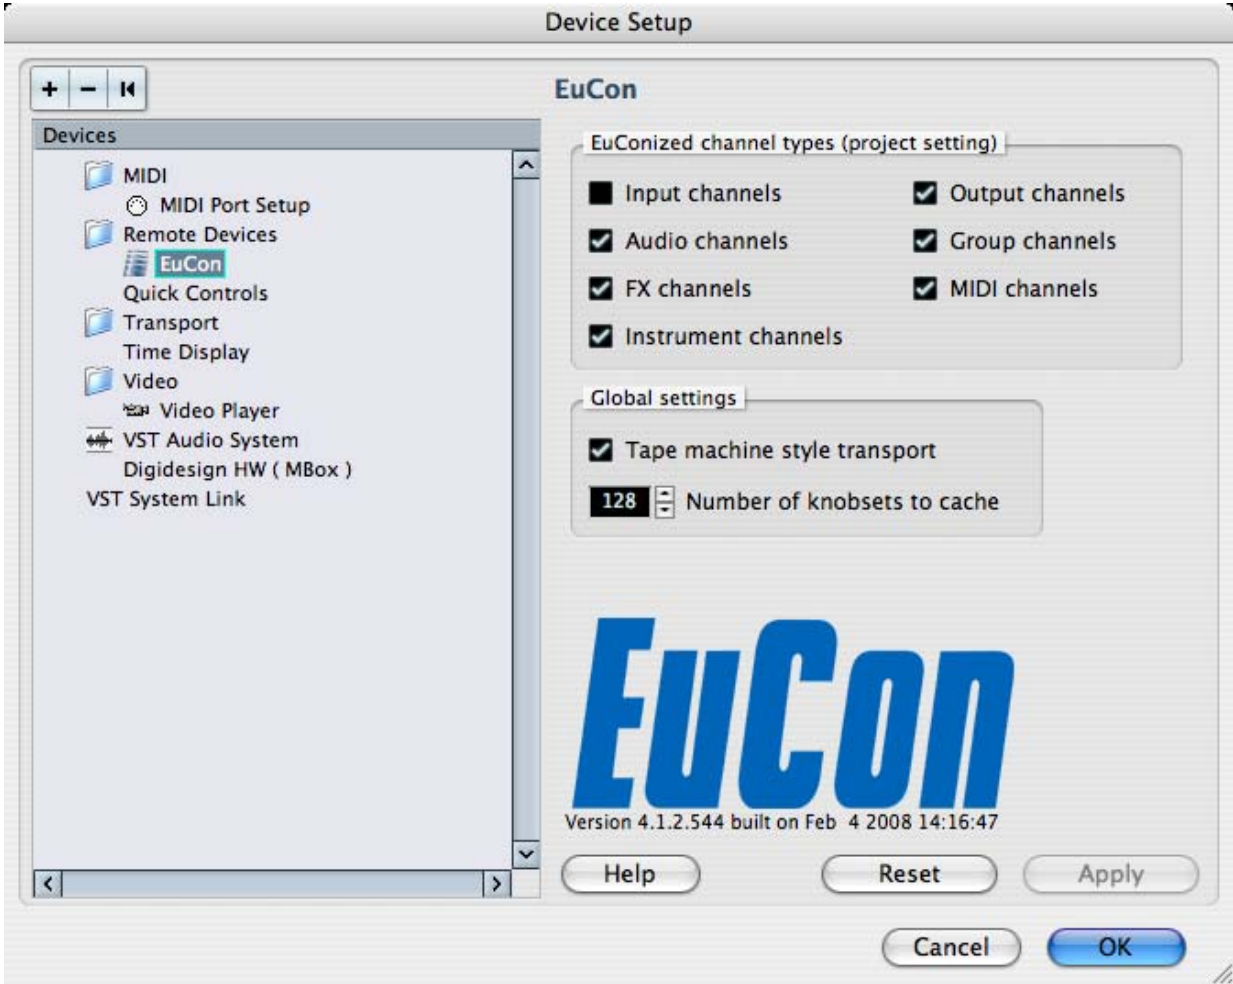 Device Setup
EuCon
Devices
MIDI
MIDI Port Setup
Remote Devices
EuCon
Quick Controls
Transport
Time Display
Video
Video Player
VST Audio System
Digidesign HW ( MBox )
VST System Link
EuConized channel types (project setting)
Input channels
Output channels
Audio channels
Group channels
FX channels
MIDI channels
Instrument channels
Global settings
Tape machine style transport
128 Number of knobsets to cache
EuCon
Version 4.1.2.544 built on Feb 4 2008 14:16:47
Help
Reset
Apply
Cancel
OK